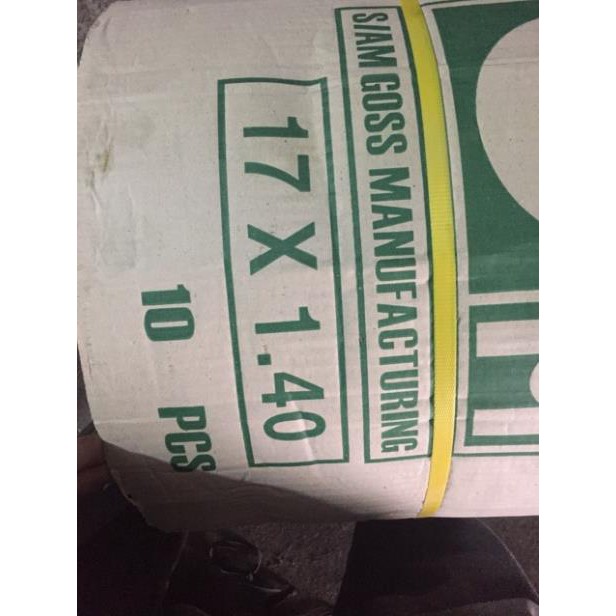 SIAM GOSS MANUFACTURING
17 X 1.40
10 PCS